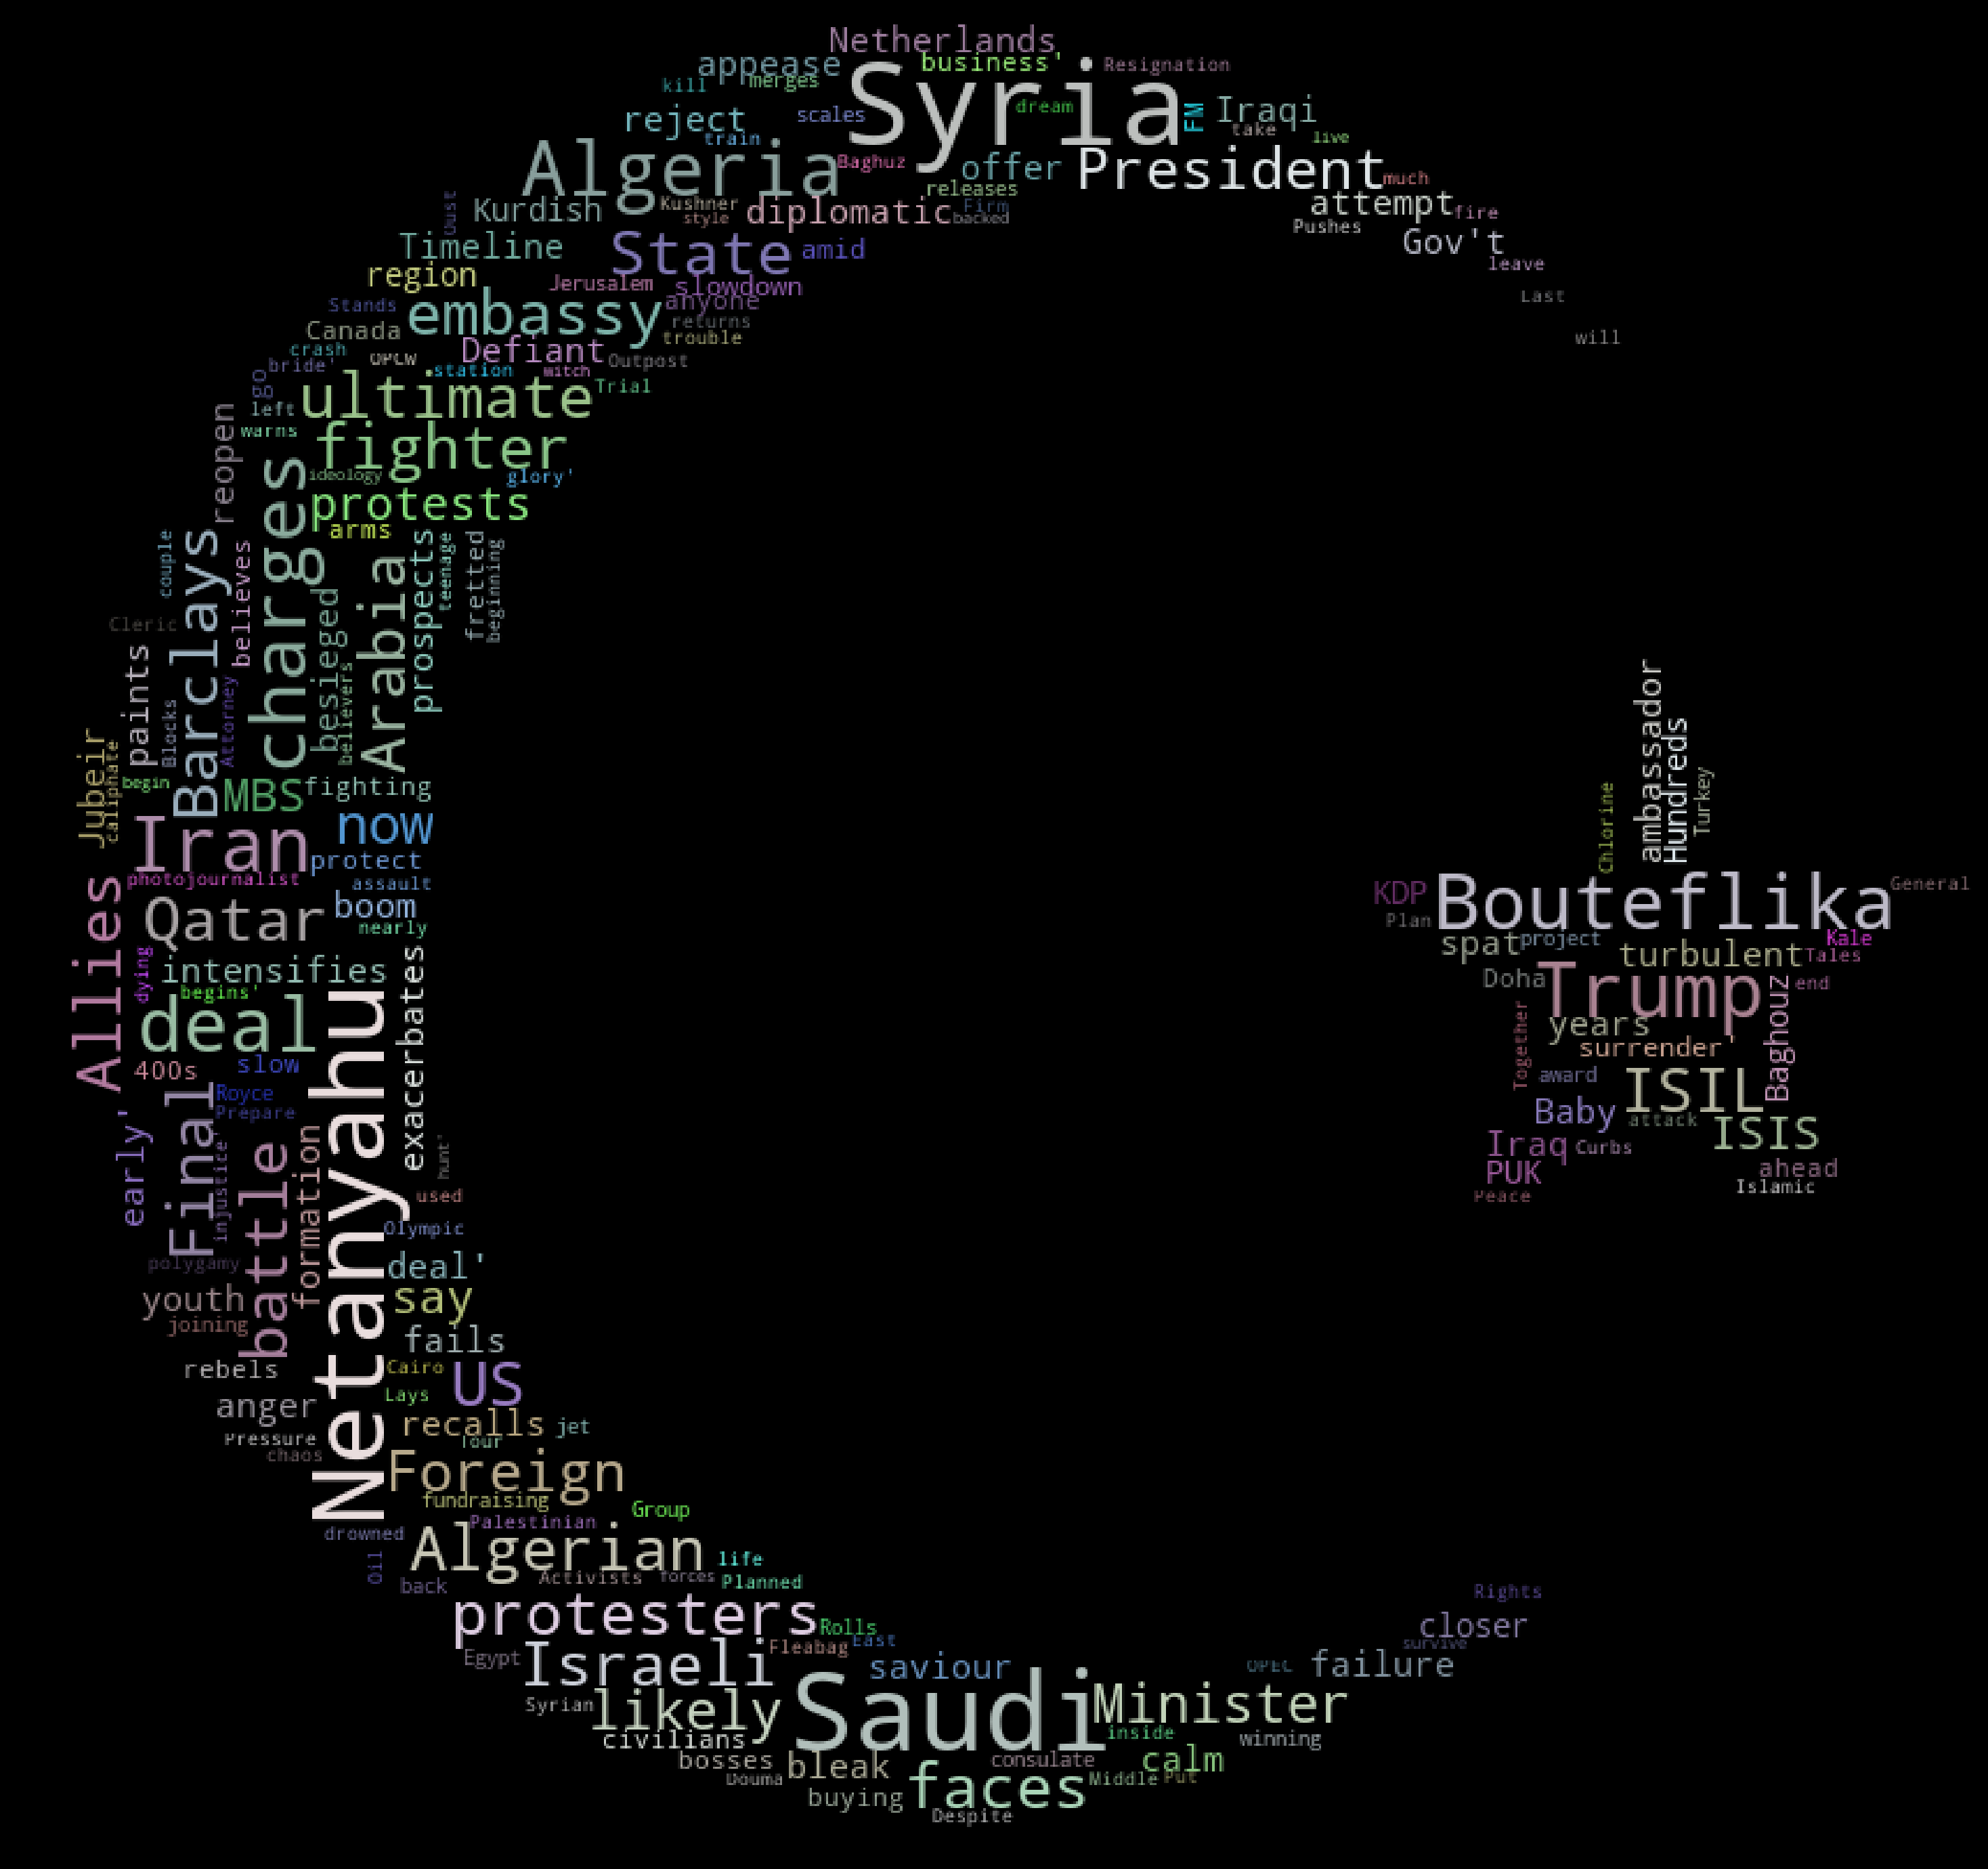 Netherlands
appease
business'
Resignation
kill
merges
Syria
dream
FM
Iraqi
scales
reject
take
train
live
Algeria
Baghuz
offer
President
much
releases
Oust
Kurdish
Kushner
style
diplomatic
Firm
backed
attempt
fire
Pushes
Gov't
leave
Timeline
State
amid
region
Jerusalem
slowdown
anyone
Last
Stands
embassy
returns
Canada
trouble
will
crash
OPCW
Defiant
Outpost
bride'
station
witch
go
ultimate
Trial
left
reopen
warns
fighter
charges
ideology
glory'
protests
arms
couple
Barclays
believes
besieged
Arabia
prospects
teenage
fretted
beginning
Cleric
paints
Blocks
Attorney
believers
Jubeir
caliphate
begin
MBS
fighting
Iran
now
protect
photojournalist
assault
Allies
Qatar
boom
nearly
dying
intensifies
begins'
exacerbates
deal
Netanyahu
400s
slow
Final
Royce
Prepare
early'
injustice'
battle
formation
hunt'
used
Olympic
polygamy
deal'
youth
say
joining
fails
rebels
Cairo
US
Lays
anger
recalls
jet
Pressure
Tour
chaos
Foreign
fundraising
Group
drowned
Palestinian
Algerian
life
Oil
back
Activists
forces
Planned
protesters
Rolls
Egypt
Israeli
Fleabag
East
saviour
Syrian
likely
Saudi
Minister
civilians
inside
winning
bosses
bleak
consulate
calm
Douma
faces
Middle
Put
buying
Despite
Rights
closer
survive
OPEC
failure
ambassador
Hundreds
Turkey
Chlorine
KDP
Bouteflika
General
Plan
spat
project
turbulent
Kale
Tales
Doha
Trump
end
Baghouz
years
Together
surrender'
award
ISIL
Baby
attack
ISIS
Iraq
Curbs
PUK
ahead
Peace
Islamic